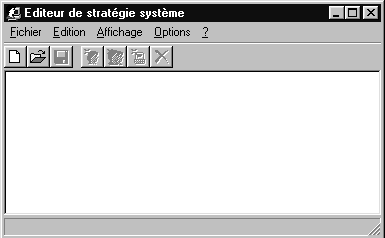 Editeur de stratégie système
Fichier Edition Affichage Options ?